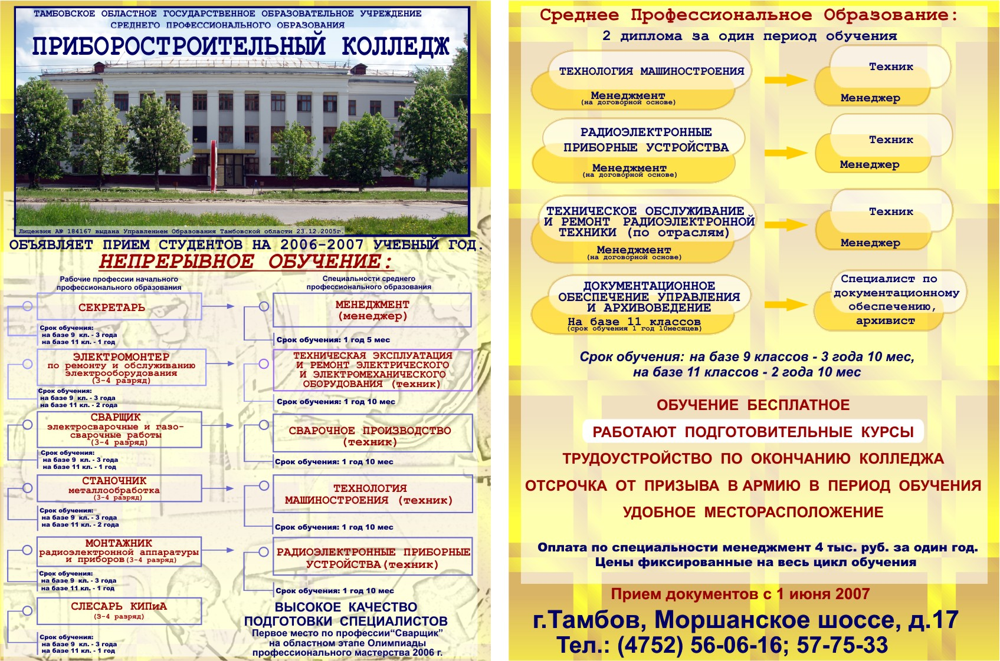 ТАМБОВСКОЕ ОБЛАСТНОЕ ГОСУДАРСТВЕННОЕ ОБРАЗОВАТЕЛЬНОЕ УЧРЕЖДЕНИЕ
СРЕДНЕГО ПРОФЕССИОНАЛЬНОГО ОБРАЗОВАНИЯ
ПРИБОРОСТРОИТЕЛЬНЫЙ КОЛЛЕДЖ
Лицензия А№ 184167 выдана Управлением Образования Тамбовской области 23.12.2005г.
ОБЪЯВЛЯЕТ ПРИЕМ СТУДЕНТОВ НА 2006-2007 УЧЕБНЫЙ ГОД.
НЕПРЕРЫВНОЕ ОБУЧЕНИЕ:
Рабочие профессии начального
профессионального образования
Специальности среднего
профессионального образования
СЕКРЕТАРЬ
Срок обучения:
на базе 9 кл. - 3 года
на базе 11 кл. - 1 год
МЕНЕДЖМЕНТ
(менеджер)
Срок обучения: 1 год 5 мес
ЭЛЕКТРОМОНТЕР
по ремонту и обслуживанию
электрооборудования
(3-4 разряд)
Срок обучения:
на базе 9 кл. - 3 года
на базе 11 кл. - 2 года
ТЕХНИЧЕСКАЯ ЭКСПЛУАТАЦИЯ
И РЕМОНТ ЭЛЕКТРИЧЕСКОГО
И ЭЛЕКТРОМЕХАНИЧЕСКОГО
ОБОРУДОВАНИЯ (техник)
Срок обучения: 1 год 10 мес
СВАРЩИК
электросварочные и газо-
сварочные работы
(3-4 разряд)
Срок обучения:
на базе 9 кл. - 3 года
на базе 11 кл. - 1 год
СВАРОЧНОЕ ПРОИЗВОДСТВО
(техник)
Срок обучения: 1 год 10 мес
СТАНОЧНИК
металлообработка
(3-4 разряд)
Срок обучения:
на базе 9 кл. - 3 года
на базе 11 кл. - 2 года
ТЕХНОЛОГИЯ
МАШИНОСТРОЕНИЯ (техник)
Срок обучения: 1 год 10 мес
МОНТАЖНИК
радиоэлектронной аппаратуры
и приборов(3-4 разряд)
Срок обучения:
на базе 9 кл. - 3 года
на базе 11 кл. - 1 год
РАДИОЭЛЕКТРОННЫЕ ПРИБОРНЫЕ
УСТРОЙСТВА(техник)
Срок обучения: 1 год 10 мес
СЛЕСАРЬ КИПиА
(3-4 разряд)
Срок обучения:
на базе 9 кл. - 3 года
на базе 11 кл. - 1 год
ВЫСОКОЕ КАЧЕСТВО
ПОДГОТОВКИ СПЕЦИАЛИСТОВ
Первое место по профессии“Сварщик”
на областном этапе Олимпиады
профессионального мастерства 2006 г.
Среднее Профессиональное Образование:
2 диплома за один период обучения
ТЕХНОЛОГИЯ МАШИНОСТРОЕНИЯ
Менеджмент
(на договорной основе)
Техник
Менеджер
РАДИОЭЛЕКТРОННЫЕ
ПРИБОРНЫЕ УСТРОЙСТВА
Менеджмент
(на договорной основе)
Техник
Менеджер
ТЕХНИЧЕСКОЕ ОБСЛУЖИВАНИЕ
И РЕМОНТ РАДИОЭЛЕКТРОННОЙ
ТЕХНИКИ (по отраслям)
Менеджмент
(на договорной основе)
Техник
Менеджер
ДОКУМЕНТАЦИОННОЕ
ОБЕСПЕЧЕНИЕ УПРАВЛЕНИЯ
И АРХИВОВЕДЕНИЕ
На базе 11 классов
(срок обучения 1 год 10месяцев)
Специалист по
документационному
обеспечению,
архивист
Срок обучения: на базе 9 классов - 3 года 10 мес,
на базе 11 классов - 2 года 10 мес
ОБУЧЕНИЕ БЕСПЛАТНОЕ
РАБОТАЮТ ПОДГОТОВИТЕЛЬНЫЕ КУРСЫ
ТРУДОУСТРОЙСТВО ПО ОКОНЧАНИЮ КОЛЛЕДЖА
ОТСРОЧКА ОТ ПРИЗЫВА В АРМИЮ В ПЕРИОД ОБУЧЕНИЯ
УДОБНОЕ МЕСТОРАСПОЛОЖЕНИЕ
Оплата по специальности менеджмент 4 тыс. руб. за один год.
Цены фиксированные на весь цикл обучения
Прием документов с 1 июня 2007
г.Тамбов, Моршанское шоссе, д.17
Тел.: (4752) 56-06-16; 57-75-33